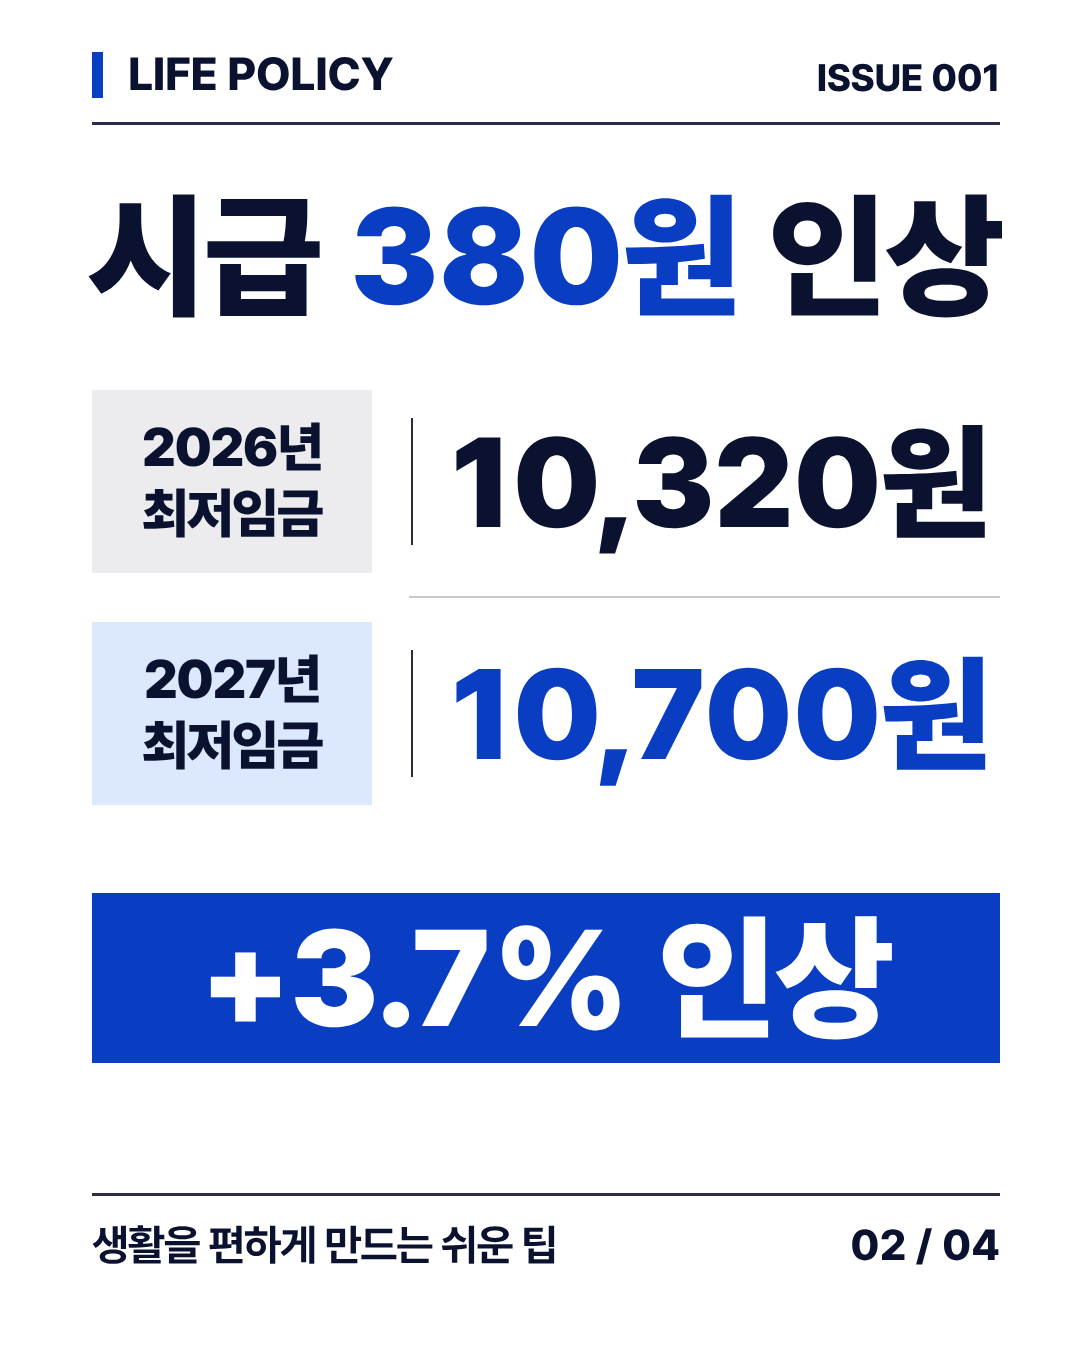 LIFE POLICY
ISSUE 001
시급 380원 인상
2026년
최저임금
10,320원
2027년
최저임금
10,700원
+3.7% 인상
생활을 편하게 만드는 쉬운 팁
02 / 04